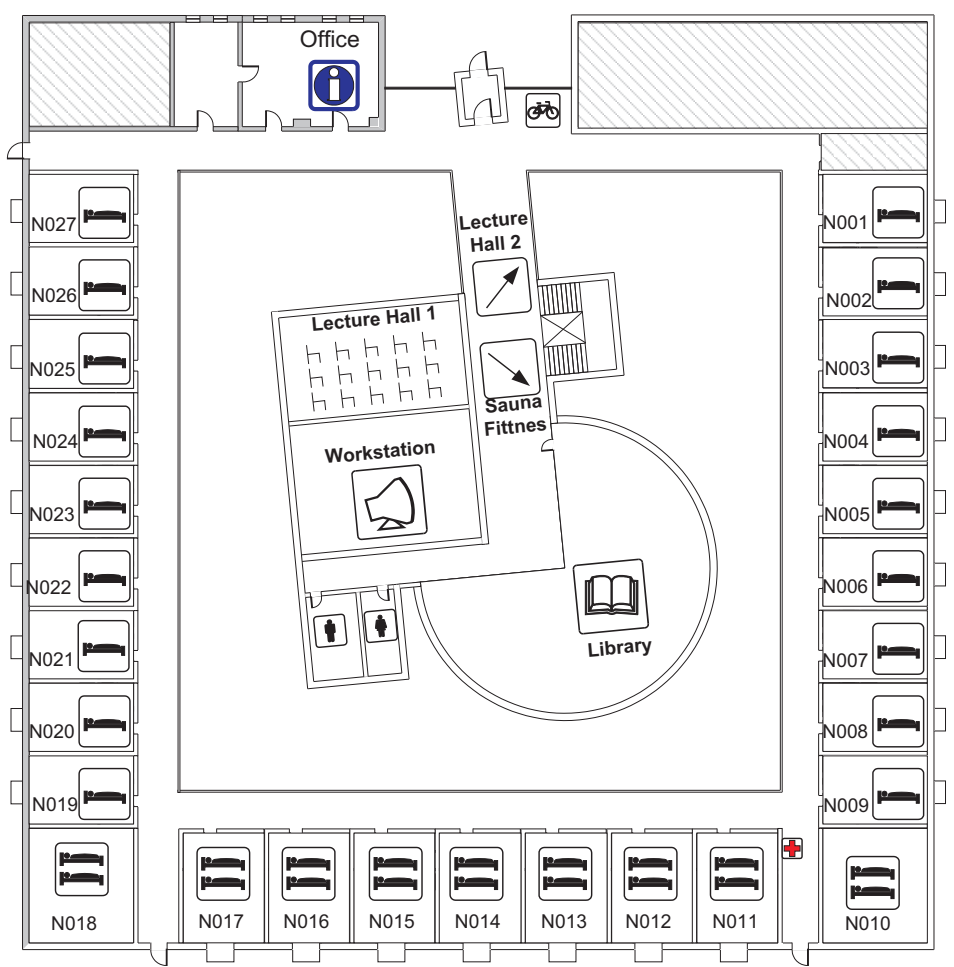 Office
i
N027
Lecture
Hall 2
N001
N026
N002
Lecture Hall 1
N025
N003
Sauna
Fittnes
N024
N004
Workstation
N023
N005
N022
N006
N021
Library
N007
N020
N008
N019
N009
N018
N017
N016
N015
N014
N013
N012
N011
N010